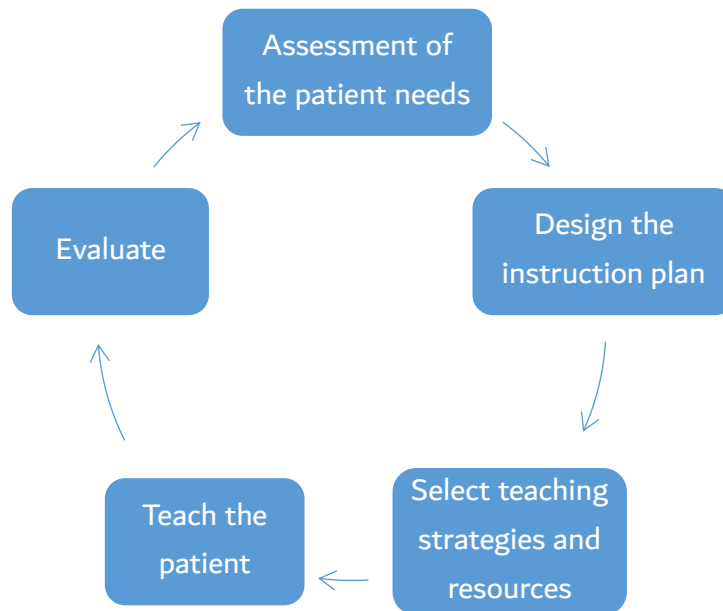 Assessment of
the patient needs
Design the
instruction plan
Select teaching
strategies and
resources
Teach the
patient
Evaluate